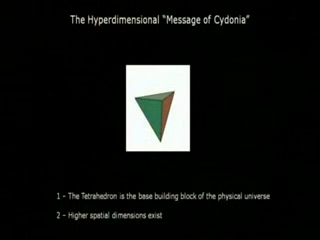 The Hyperdimensional “Message of Cydonia”
1 – The Tetrahedron is the base building block of the physical universe
2 – Higher spatial dimensions exist